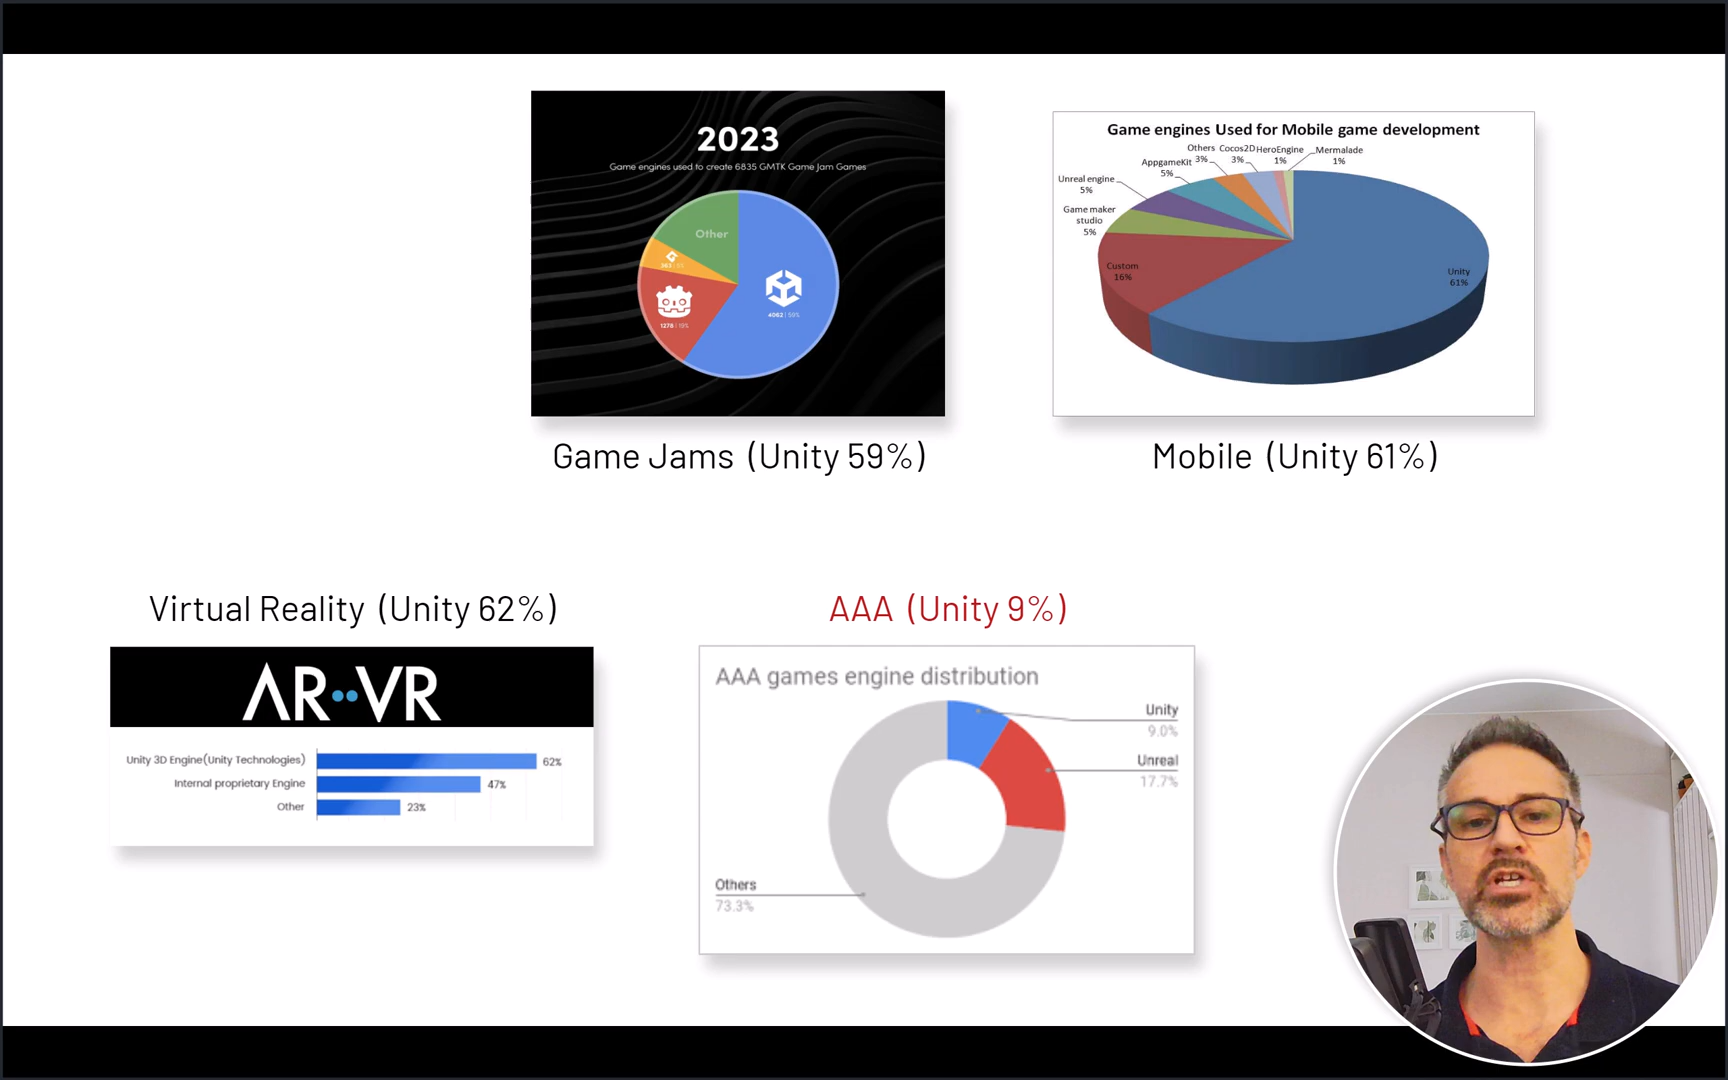 2023
Game engines used to create 6835 GMTK Game Jam Games
Other
363 | 5%
4062 | 59%
1278 | 19%
Game Jams (Unity 59%)
Game engines Used for Mobile game development
Others
3%
Cocos2D
3%
HeroEngine
1%
Mermalade
1%
AppgameKit
5%
Unreal engine
5%
Game maker
studio
5%
Custom
16%
Unity
61%
Mobile (Unity 61%)
Virtual Reality (Unity 62%)
AR VR
Unity 3D Engine(Unity Technologies)
62%
Internal proprietary Engine
47%
Other
23%
AAA (Unity 9%)
AAA games engine distribution
Unity
9.0%
Unreal
17.7%
Others
73.3%